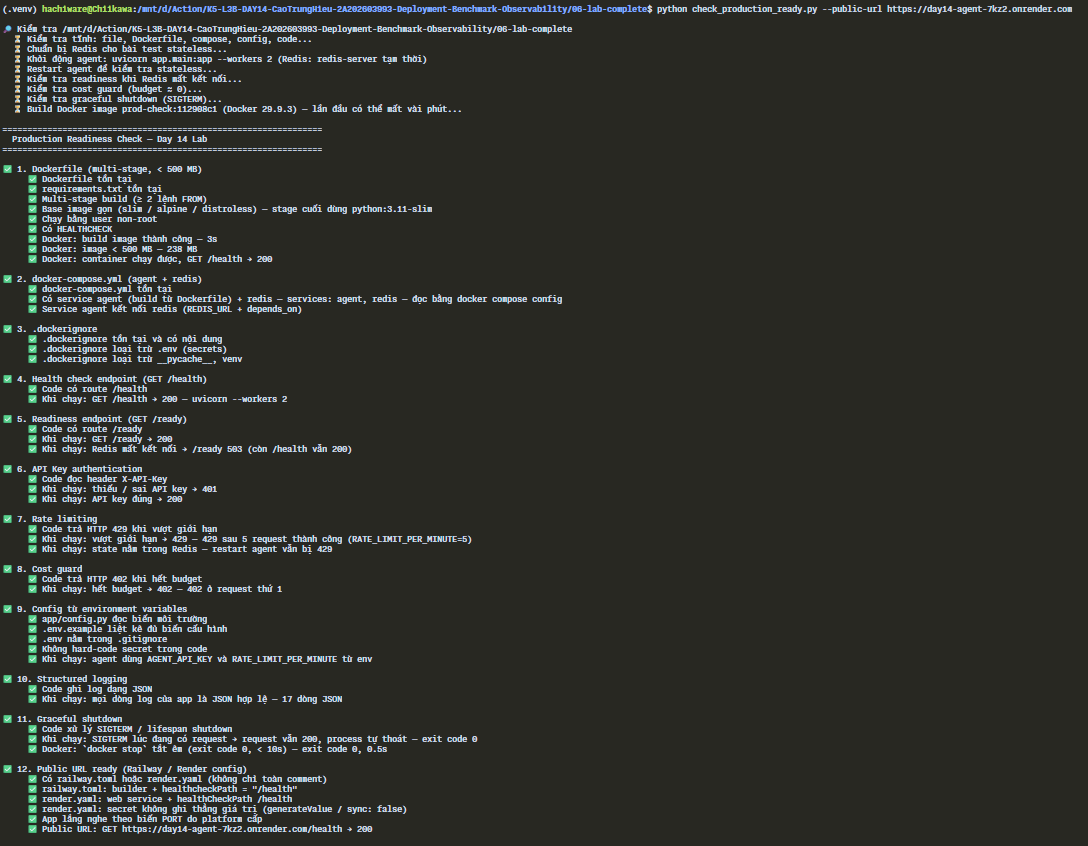 (.venv) hachiware@Chiikawa:/mnt/d/Action/K5-L3B-DAY14-CaoTrungHieu-2A202603993-Deployment-Benchmark-Observability/06-lab-complete$ python check_production_ready.py --public-url https://day14-agent-7kz2.onrender.com
🔎 Kiểm tra /mnt/d/Action/K5-L3B-DAY14-CaoTrungHieu-2A202603993-Deployment-Benchmark-Observability/06-lab-complete
⏳ Kiểm tra tĩnh: file, Dockerfile, compose, config, code...
⏳ Chuẩn bị Redis cho bài test stateless...
⏳ Khởi động agent: uvicorn app.main:app --workers 2 (Redis: redis-server tạm thời)
⏳ Restart agent để kiểm tra stateless...
⏳ Kiểm tra readiness khi Redis mất kết nối...
⏳ Kiểm tra cost guard (budget ≈ 0)...
⏳ Kiểm tra graceful shutdown (SIGTERM)...
⏳ Build Docker image prod-check:112908c1 (Docker 29.9.3) — lần đầu có thể mất vài phút...
================================================================
Production Readiness Check — Day 14 Lab
================================================================
✅ 1. Dockerfile (multi-stage, < 500 MB)
✅ Dockerfile tồn tại
✅ requirements.txt tồn tại
✅ Multi-stage build (≥ 2 lệnh FROM)
✅ Base image gọn (slim / alpine / distroless) — stage cuối dùng python:3.11-slim
✅ Chạy bằng user non-root
✅ Có HEALTHCHECK
✅ Docker: build image thành công — 3s
✅ Docker: image < 500 MB — 238 MB
✅ Docker: container chạy được, GET /health → 200
✅ 2. docker-compose.yml (agent + redis)
✅ docker-compose.yml tồn tại
✅ Có service agent (build từ Dockerfile) + redis — services: agent, redis — đọc bằng docker compose config
✅ Service agent kết nối redis (REDIS_URL + depends_on)
✅ 3. .dockerignore
✅ .dockerignore tồn tại và có nội dung
✅ .dockerignore loại trừ .env (secrets)
✅ .dockerignore loại trừ __pycache__, venv
✅ 4. Health check endpoint (GET /health)
✅ Code có route /health
✅ Khi chạy: GET /health → 200 — uvicorn --workers 2
✅ 5. Readiness endpoint (GET /ready)
✅ Code có route /ready
✅ Khi chạy: GET /ready → 200
✅ Khi chạy: Redis mất kết nối → /ready 503 (còn /health vẫn 200)
✅ 6. API Key authentication
✅ Code đọc header X-API-Key
✅ Khi chạy: thiếu / sai API key → 401
✅ Khi chạy: API key đúng → 200
✅ 7. Rate limiting
✅ Code trả HTTP 429 khi vượt giới hạn
✅ Khi chạy: vượt giới hạn → 429 — 429 sau 5 request thành công (RATE_LIMIT_PER_MINUTE=5)
✅ Khi chạy: state nằm trong Redis — restart agent vẫn bị 429
✅ 8. Cost guard
✅ Code trả HTTP 402 khi hết budget
✅ Khi chạy: hết budget → 402 — 402 ở request thứ 1
✅ 9. Config từ environment variables
✅ app/config.py đọc biến môi trường
✅ .env.example liệt kê đủ biến cấu hình
✅ .env nằm trong .gitignore
✅ Không hard-code secret trong code
✅ Khi chạy: agent dùng AGENT_API_KEY và RATE_LIMIT_PER_MINUTE từ env
✅ 10. Structured logging
✅ Code ghi log dạng JSON
✅ Khi chạy: mọi dòng log của app là JSON hợp lệ — 17 dòng JSON
✅ 11. Graceful shutdown
✅ Code xử lý SIGTERM / lifespan shutdown
✅ Khi chạy: SIGTERM lúc đang có request → request vẫn 200, process tự thoát — exit code 0
✅ Docker: `docker stop` tắt êm (exit code 0, < 10s) — exit code 0, 0.5s
✅ 12. Public URL ready (Railway / Render config)
✅ Có railway.toml hoặc render.yaml (không chỉ toàn comment)
✅ railway.toml: builder + healthcheckPath = "/health"
✅ render.yaml: web service + healthCheckPath /health
✅ render.yaml: secret không ghi thẳng giá trị (generateValue / sync: false)
✅ App lắng nghe theo biến PORT do platform cấp
✅ Public URL: GET https://day14-agent-7kz2.onrender.com/health → 200